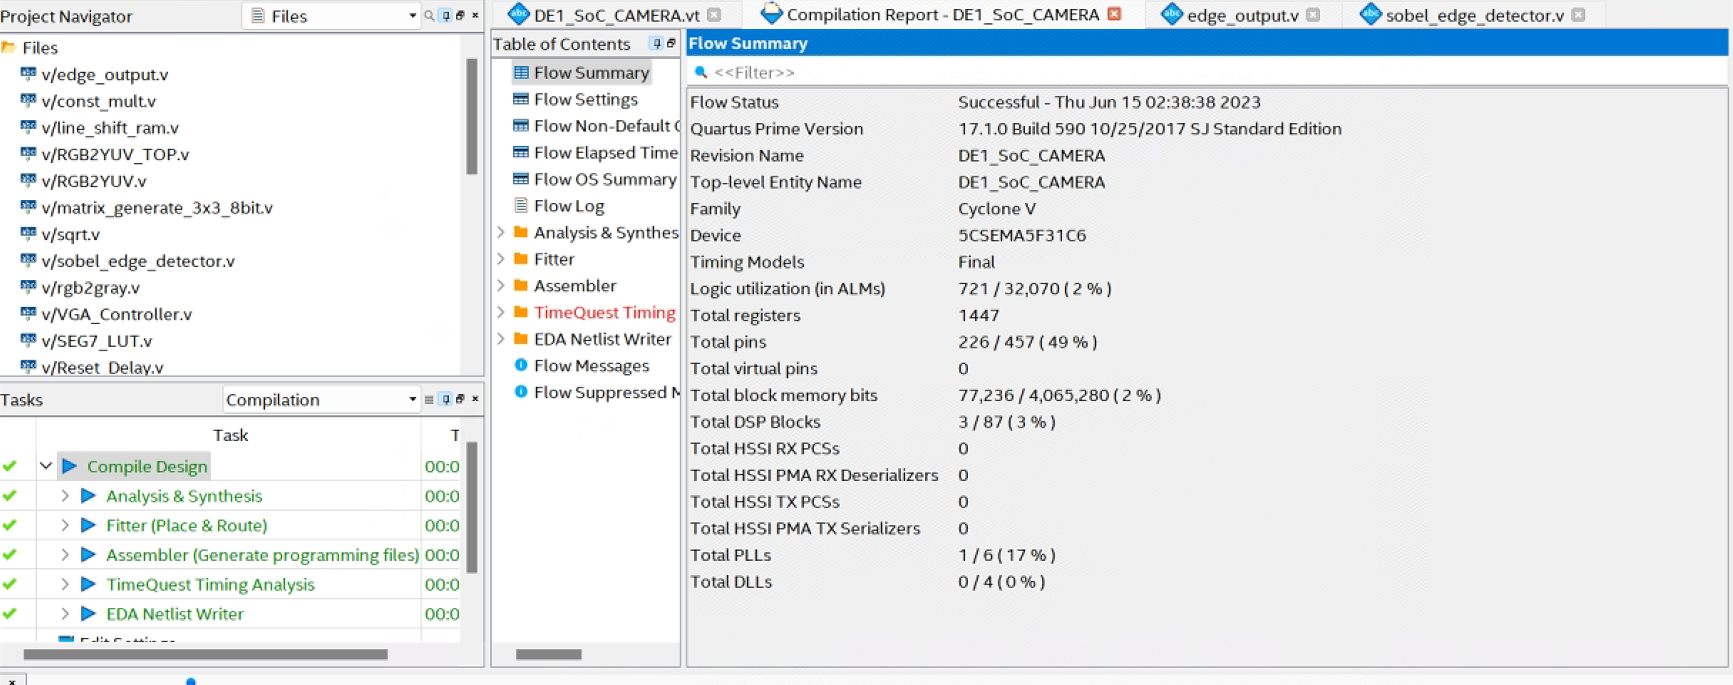 Project Navigator
Files
Files
v/edge_output.v
v/const_mult.v
v/line_shift_ram.v
v/RGB2YUV_TOP.v
v/RGB2YUV.v
v/matrix_generate_3x3_8bit.v
v/sqrt.v
v/sobel_edge_detector.v
v/rgb2gray.v
v/VGA_Controller.v
v/SEG7_LUT.v
v/Reset_Delay.v
Tasks
Compilation
Task
T
Compile Design
00:0
Analysis & Synthesis
00:0
Fitter (Place & Route)
00:0
Assembler (Generate programming files)
00:0
TimeQuest Timing Analysis
00:0
EDA Netlist Writer
00:0
Edit Settings
DE1_SoC_CAMERA.vt
Compilation Report - DE1_SoC_CAMERA
edge_output.v
sobel_edge_detector.v
Table of Contents
Flow Summary
Flow Settings
Flow Non-Default
Flow Elapsed Time
Flow OS Summary
Flow Log
Analysis & Synthes
Fitter
Assembler
TimeQuest Timing
EDA Netlist Writer
Flow Messages
Flow Suppressed M
Flow Summary
<<Filter>>
Flow Status Successful - Thu Jun 15 02:38:38 2023
Quartus Prime Version 17.1.0 Build 590 10/25/2017 SJ Standard Edition
Revision Name DE1_SoC_CAMERA
Top-level Entity Name DE1_SoC_CAMERA
Family Cyclone V
Device 5CSEMA5F31C6
Timing Models Final
Logic utilization (in ALMs) 721 / 32,070 ( 2 % )
Total registers 1447
Total pins 226 / 457 ( 49 % )
Total virtual pins 0
Total block memory bits 77,236 / 4,065,280 ( 2 % )
Total DSP Blocks 3 / 87 ( 3 % )
Total HSSI RX PCSs 0
Total HSSI PMA RX Deserializers 0
Total HSSI TX PCSs 0
Total HSSI PMA TX Serializers 0
Total PLLs 1 / 6 ( 17 % )
Total DLLs 0 / 4 ( 0 % )